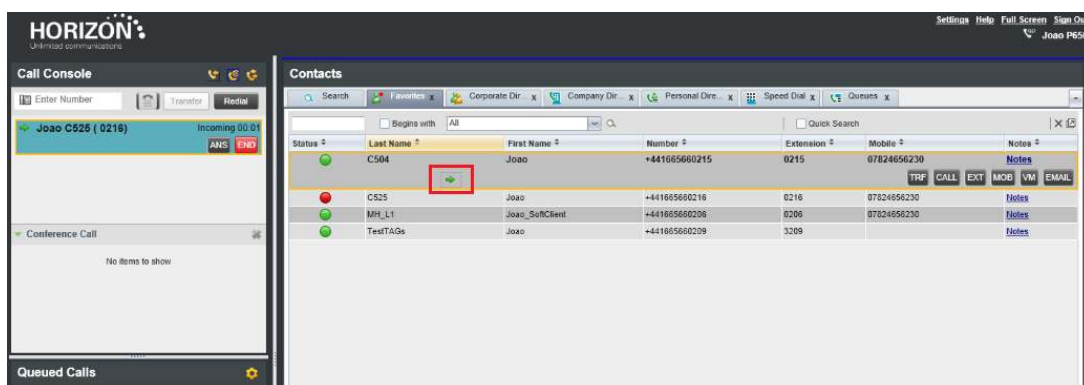 HORIZON
Unlimited communications
Settings Help Full Screen Sign Ou
Joao P65
Call Console
Enter Number Transfer Redial
Joao C525 ( 0216) Incoming 00:01
ANS END
Conference Call
No items to show
Queued Calls
Contacts
Search Favorites x Corporate Dir... x Company Dir... x Personal Dire... x Speed Dial x Queues x
Begins with All Quick Search
Status Last Name First Name Number Extension Mobile Notes
C504 Joao +441665660215 0215 07824656230 Notes
TRF CALL EXT MOB VM EMAIL
C525 Joao +441665660216 0216 07824656230 Notes
MH_L1 Joao_SoftClient +441665660206 0206 07824656230 Notes
TestTAGs Joao +441665660209 3209 Notes